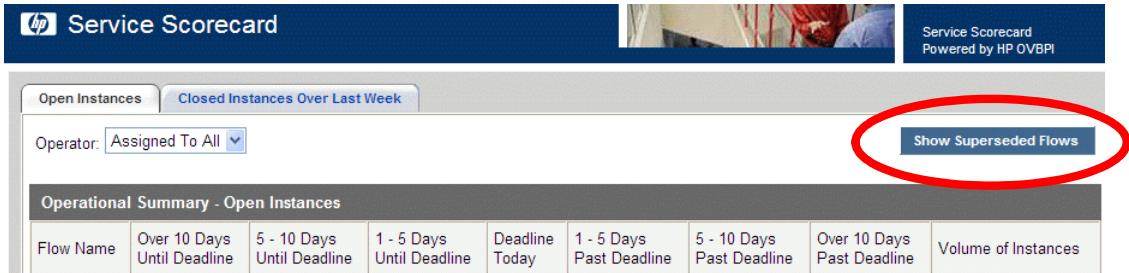 hp Service Scorecard
Service Scorecard
Powered by HP OVBPI
Open Instances Closed Instances Over Last Week
Operator: Assigned To All Show Superseded Flows
Operational Summary - Open Instances
Flow Name Over 10 Days Until Deadline 5 - 10 Days Until Deadline 1 - 5 Days Until Deadline Deadline Today 1 - 5 Days Past Deadline 5 - 10 Days Past Deadline Over 10 Days Past Deadline Volume of Instances